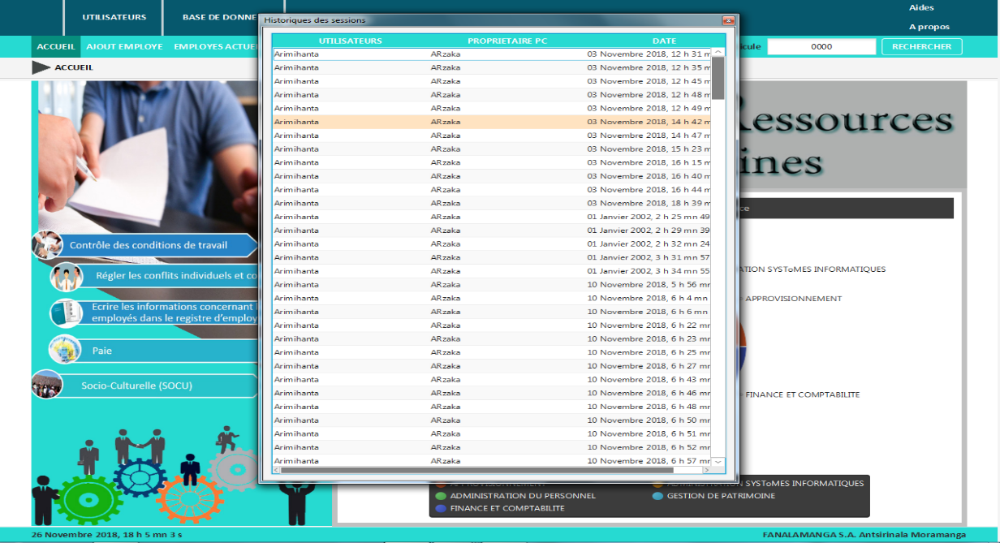 UTILISATEURS
BASE DE DONNE
Aides
A propos
Historiques des sessions
ACCUEIL AJOUT EMPLOYE EMPLOYES ACTUE
icule 0000 RECHERCHER
ACCUEIL
UTILISATEURS PROPRIETAIRE PC DATE
Arimihanta ARzaka 03 Novembre 2018, 12 h 31 m
Arimihanta ARzaka 03 Novembre 2018, 12 h 35 m
Arimihanta ARzaka 03 Novembre 2018, 12 h 45 m
Arimihanta ARzaka 03 Novembre 2018, 12 h 48 m
Arimihanta ARzaka 03 Novembre 2018, 12 h 49 m
Arimihanta ARzaka 03 Novembre 2018, 14 h 42 m
Arimihanta ARzaka 03 Novembre 2018, 14 h 47 m
Arimihanta ARzaka 03 Novembre 2018, 15 h 23 m
Arimihanta ARzaka 03 Novembre 2018, 16 h 15 m
Arimihanta ARzaka 03 Novembre 2018, 16 h 40 m
Arimihanta ARzaka 03 Novembre 2018, 16 h 44 m
Arimihanta ARzaka 03 Novembre 2018, 18 h 39 m
Arimihanta ARzaka 01 Janvier 2002, 2 h 25 mn 49
Arimihanta ARzaka 01 Janvier 2002, 2 h 29 mn 39
Arimihanta ARzaka 01 Janvier 2002, 2 h 32 mn 24
Arimihanta ARzaka 01 Janvier 2002, 3 h 31 mn 57
Arimihanta ARzaka 01 Janvier 2002, 3 h 34 mn 55
Arimihanta ARzaka 10 Novembre 2018, 5 h 56 mn
Arimihanta ARzaka 10 Novembre 2018, 6 h 4 mn
Arimihanta ARzaka 10 Novembre 2018, 6 h 6 mn
Arimihanta ARzaka 10 Novembre 2018, 6 h 22 mn
Arimihanta ARzaka 10 Novembre 2018, 6 h 23 mn
Arimihanta ARzaka 10 Novembre 2018, 6 h 25 mn
Arimihanta ARzaka 10 Novembre 2018, 6 h 27 mn
Arimihanta ARzaka 10 Novembre 2018, 6 h 43 mn
Arimihanta ARzaka 10 Novembre 2018, 6 h 46 mn
Arimihanta ARzaka 10 Novembre 2018, 6 h 48 mn
Arimihanta ARzaka 10 Novembre 2018, 6 h 50 mn
Arimihanta ARzaka 10 Novembre 2018, 6 h 51 mn
Arimihanta ARzaka 10 Novembre 2018, 6 h 52 mn
Arimihanta ARzaka 10 Novembre 2018, 6 h 57 mn
essources
ines
ce
Contrôle des conditions de travail
Régler les conflits individuels et co
Ecrire les informations concernant l
employés dans le registre d'employ
Paie
Socio-Culturelle (SOCU)
ATION SYSToMES INFORMATIQUES
APPROVISIONNEMENT
FINANCE ET COMPTABILITE
APPROVISIONNEMENT ADMINISTRATION SYSToMES INFORMATIQUES
ADMINISTRATION DU PERSONNEL GESTION DE PATRIMOINE
FINANCE ET COMPTABILITE
26 Novembre 2018, 18 h 5 mn 3 s FANALAMANGA S.A. Antsirinala Moramanga